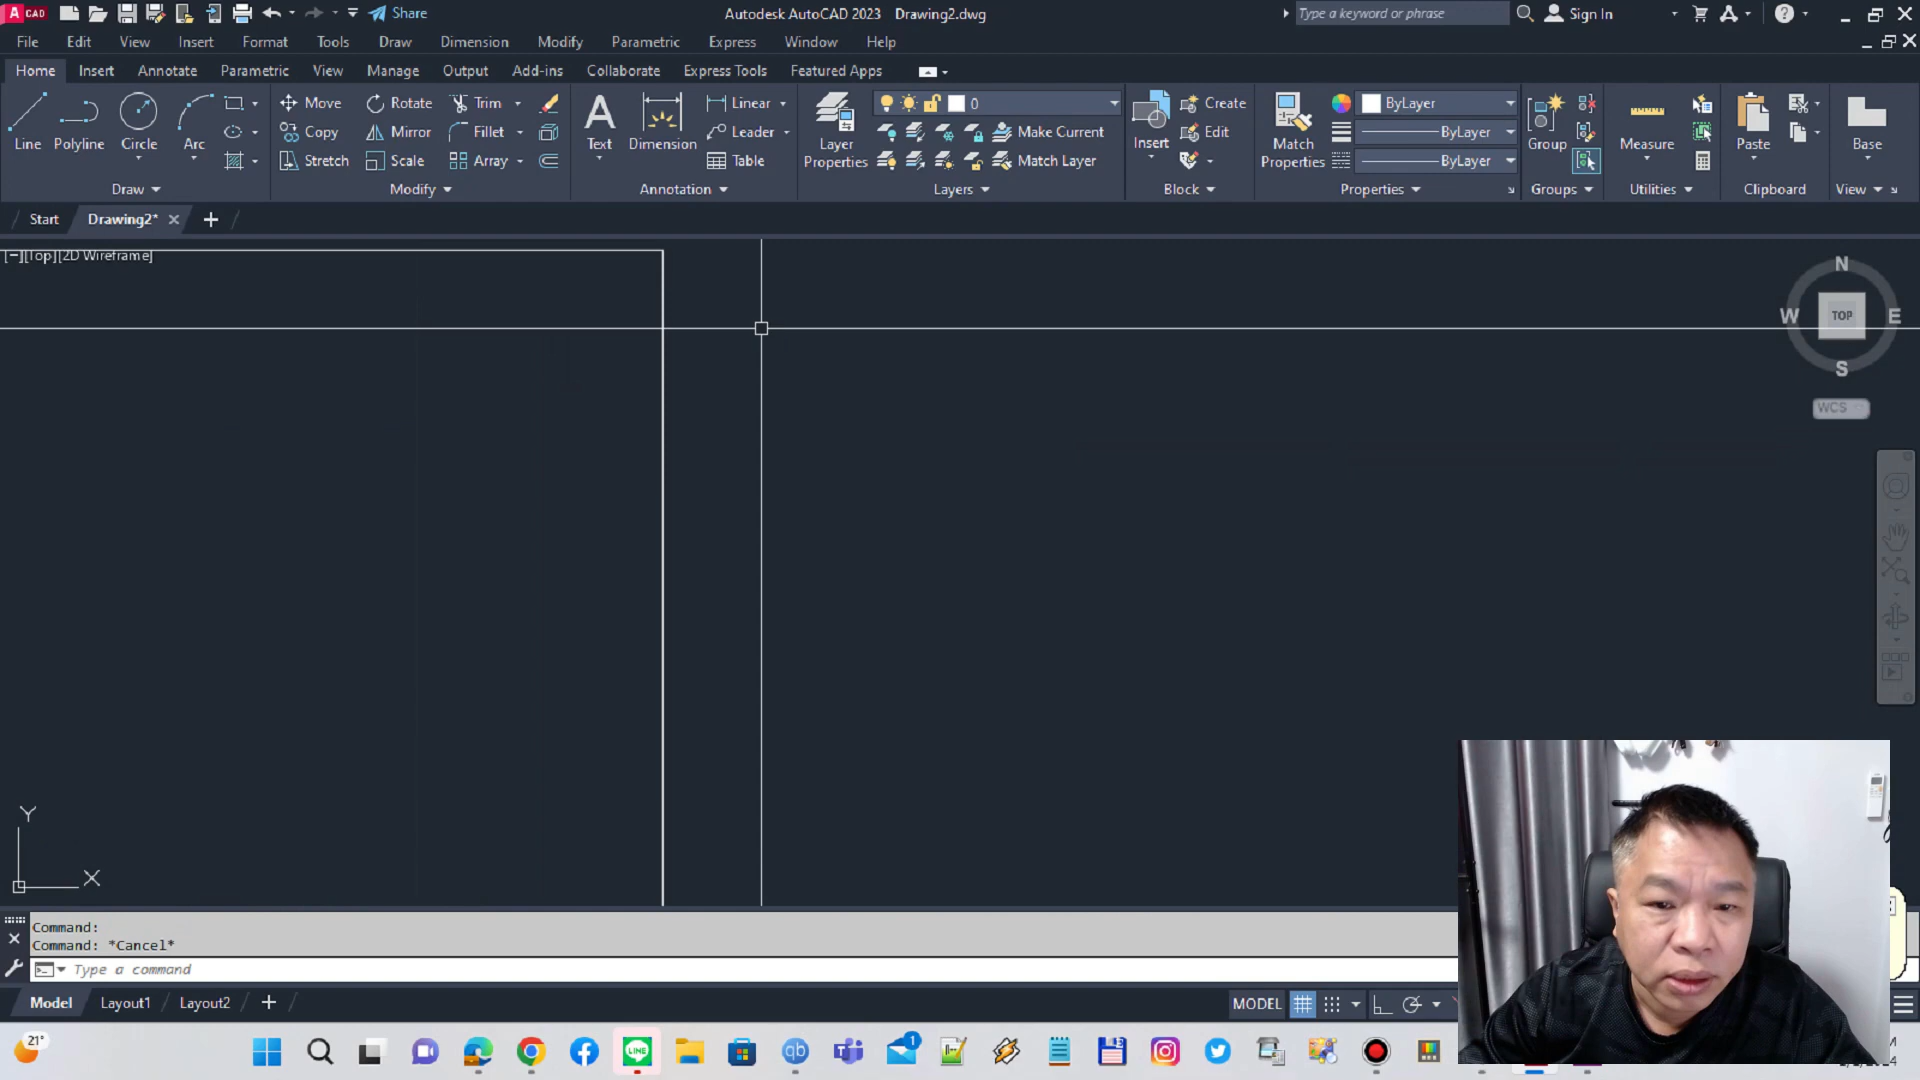 A CAD
Share
Autodesk AutoCAD 2023 Drawing2.dwg
Type a keyword or phrase
Sign In
File Edit View Insert Format Tools Draw Dimension Modify Parametric Express Window Help
Home Insert Annotate Parametric View Manage Output Add-ins Collaborate Express Tools Featured Apps
Move Rotate Trim Linear 0 Create ByLayer
Copy Mirror Fillet Leader Make Current Edit ByLayer
Line Polyline Circle Arc Text Dimension Layer Properties Insert Match Properties Group Measure Paste Base
Stretch Scale Array Table Match Layer ByLayer
Draw Modify Annotation Layers Block Properties Groups Utilities Clipboard View
Start Drawing2*
[−][Top][2D Wireframe]
N
W TOP E
S
WCS
Y
X
Command:
Command: *Cancel*
Type a command
Model Layout1 Layout2 MODEL
21°
LINE
qb
1